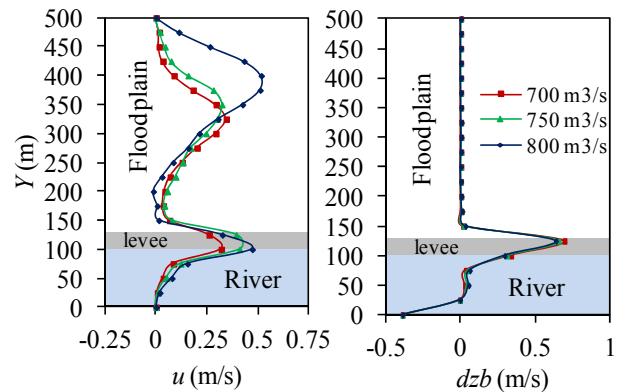 500
450
400
350
300
250
200
150
100
50
0
Y (m)
Floodplain
levee
River
-0.25
0
0.25
0.5
0.75
u (m/s)
500
450
400
350
300
250
200
150
100
50
0
Floodplain
700 m3/s
750 m3/s
800 m3/s
levee
River
-0.5
0
0.5
1
dzb (m/s)